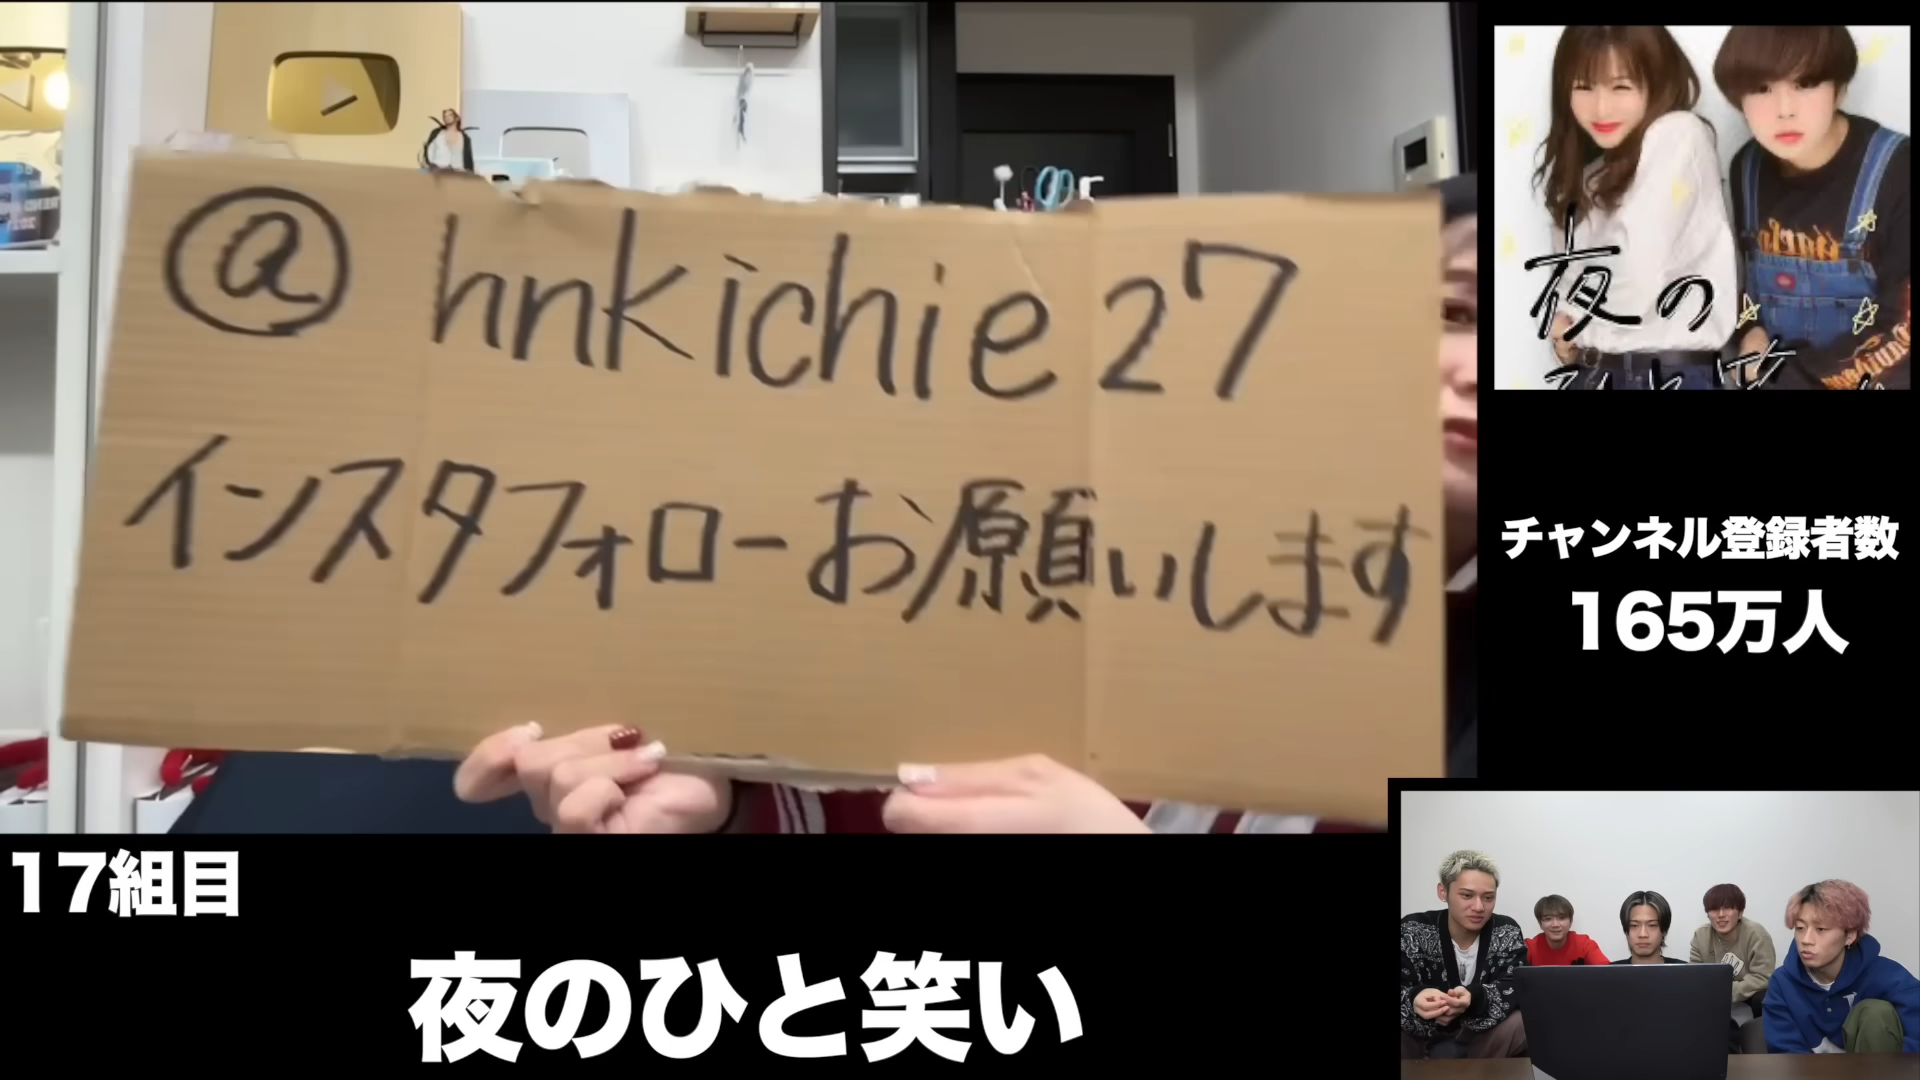 @hnkichie27
インスタフォローお願いします
夜の
チャンネル登録者数
165万人
17組目
夜のひと笑い